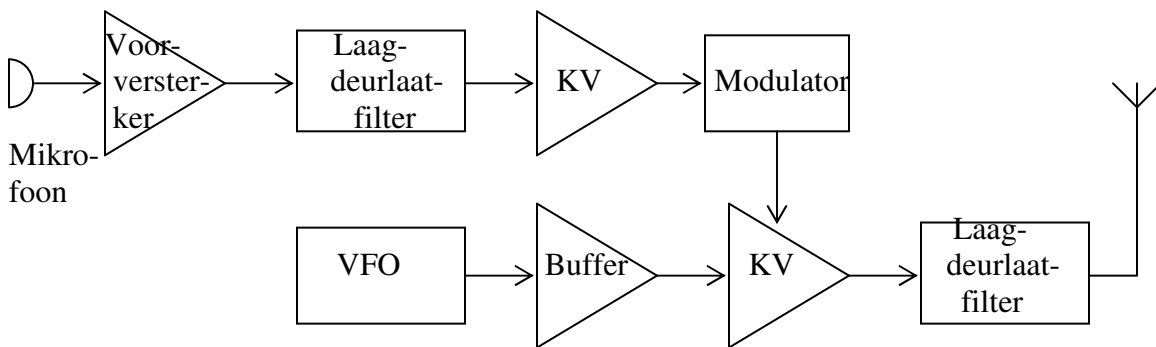 Voor-
verster-
ker
Laag-
deurlaat-
filter
KV
Modulator
Mikro-
foon
VFO
Buffer
KV
Laag-
deurlaat-
filter